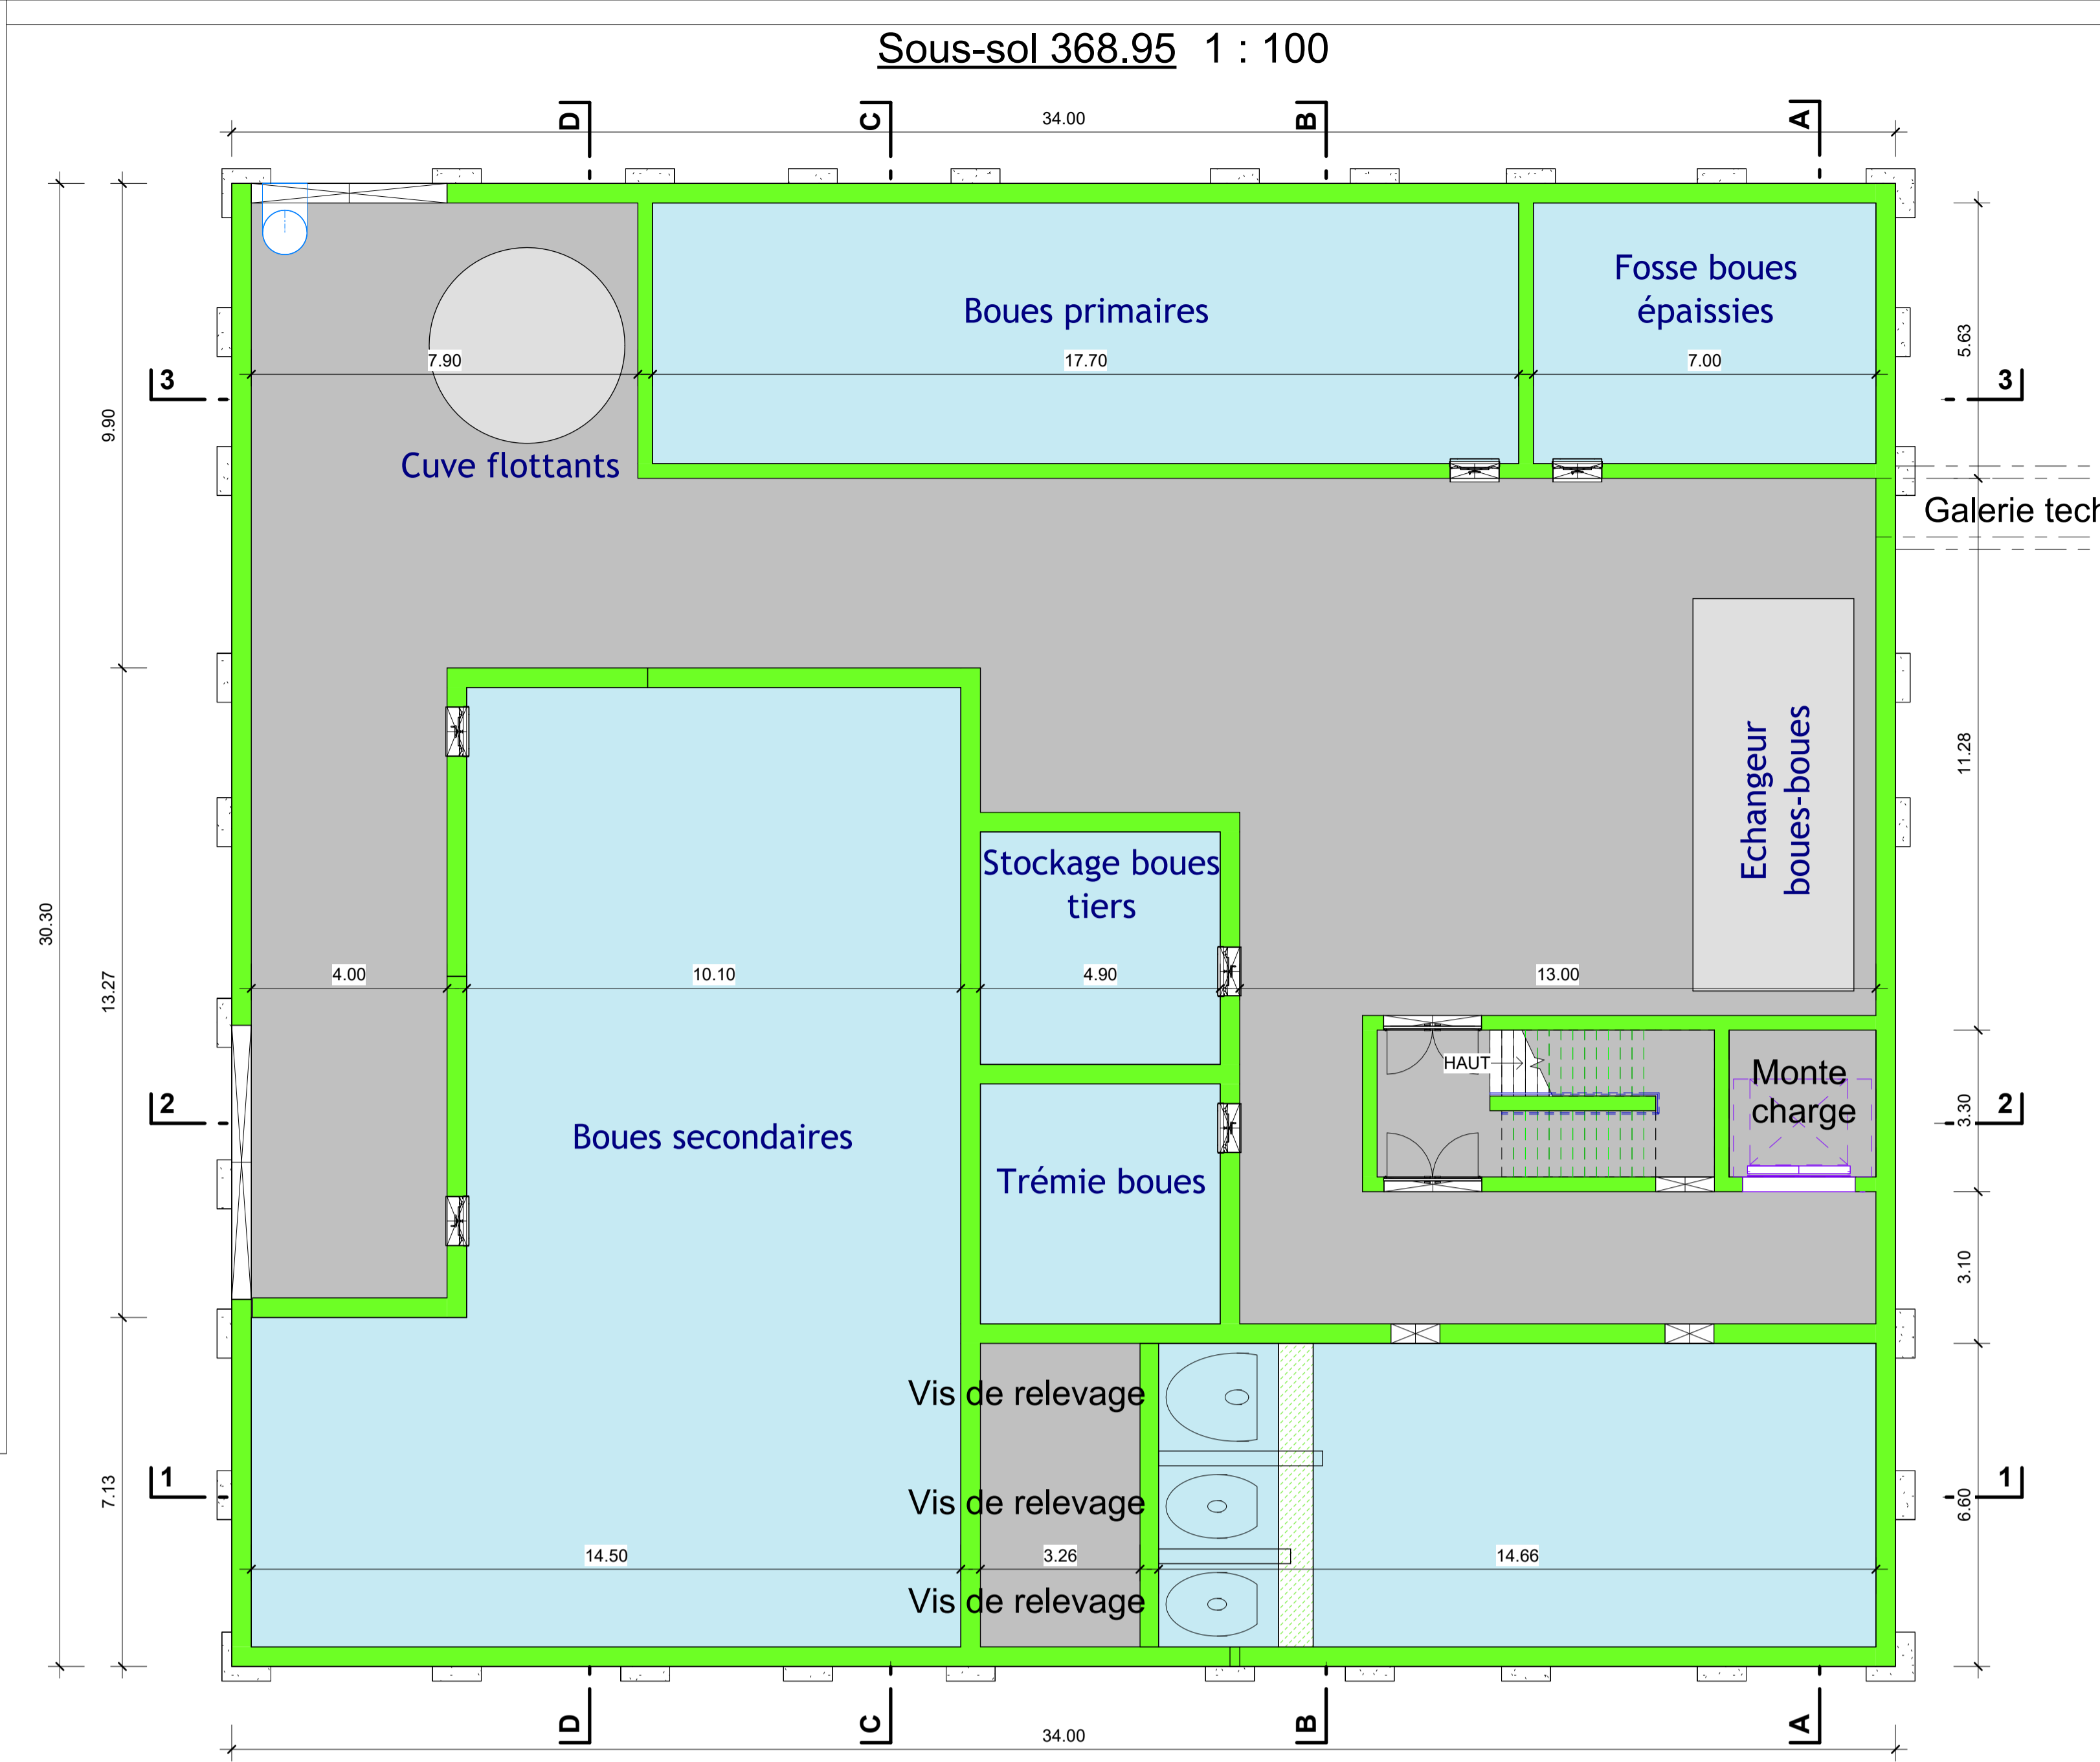 Sous-sol 368.95 1 : 100
D
C
34.00
B
A
Fosse boues
épaissies
Boues primaires
7.90
17.70
7.00
5.63
3
3
9.90
Cuve flottants
Galerie tech
Echangeur
boues-boues
11.28
Stockage boues
tiers
30.30
13.27
4.00
10.10
4.90
13.00
HAUT
Monte
charge
3.30
2
2
Boues secondaires
Trémie boues
3.10
Vis de relevage
1
1
7.13
Vis de relevage
6.60
14.50
3.26
14.66
Vis de relevage
D
C
B
A
34.00